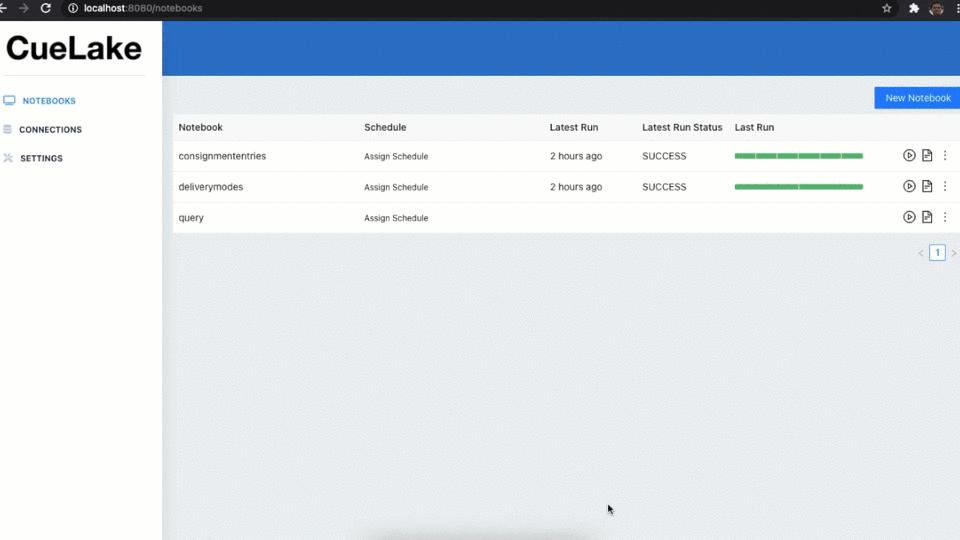 localhost:8080/notebooks
CueLake
NOTEBOOKS
CONNECTIONS
SETTINGS
New Notebook
Notebook Schedule Latest Run Latest Run Status Last Run
consignmententries Assign Schedule 2 hours ago SUCCESS
deliverymodes Assign Schedule 2 hours ago SUCCESS
query Assign Schedule
< 1 >